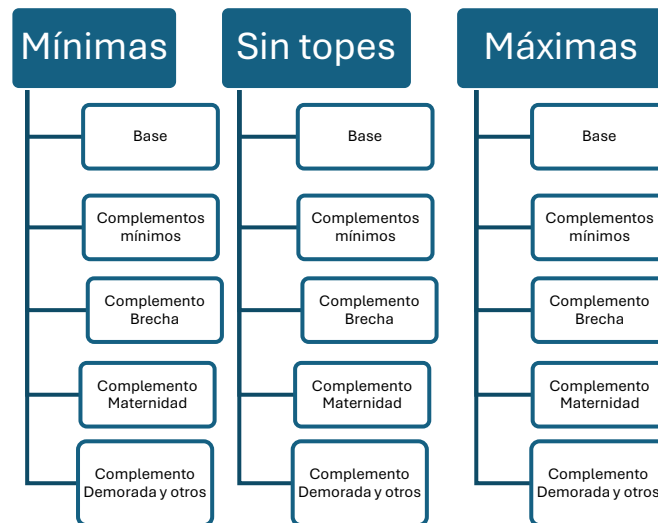 Mínimas
Base
Complementos
mínimos
Complemento
Brecha
Complemento
Maternidad
Complemento
Demorada y otros
Sin topes
Base
Complementos
mínimos
Complemento
Brecha
Complemento
Maternidad
Complemento
Demorada y otros
Máximas
Base
Complementos
mínimos
Complemento
Brecha
Complemento
Maternidad
Complemento
Demorada y otros